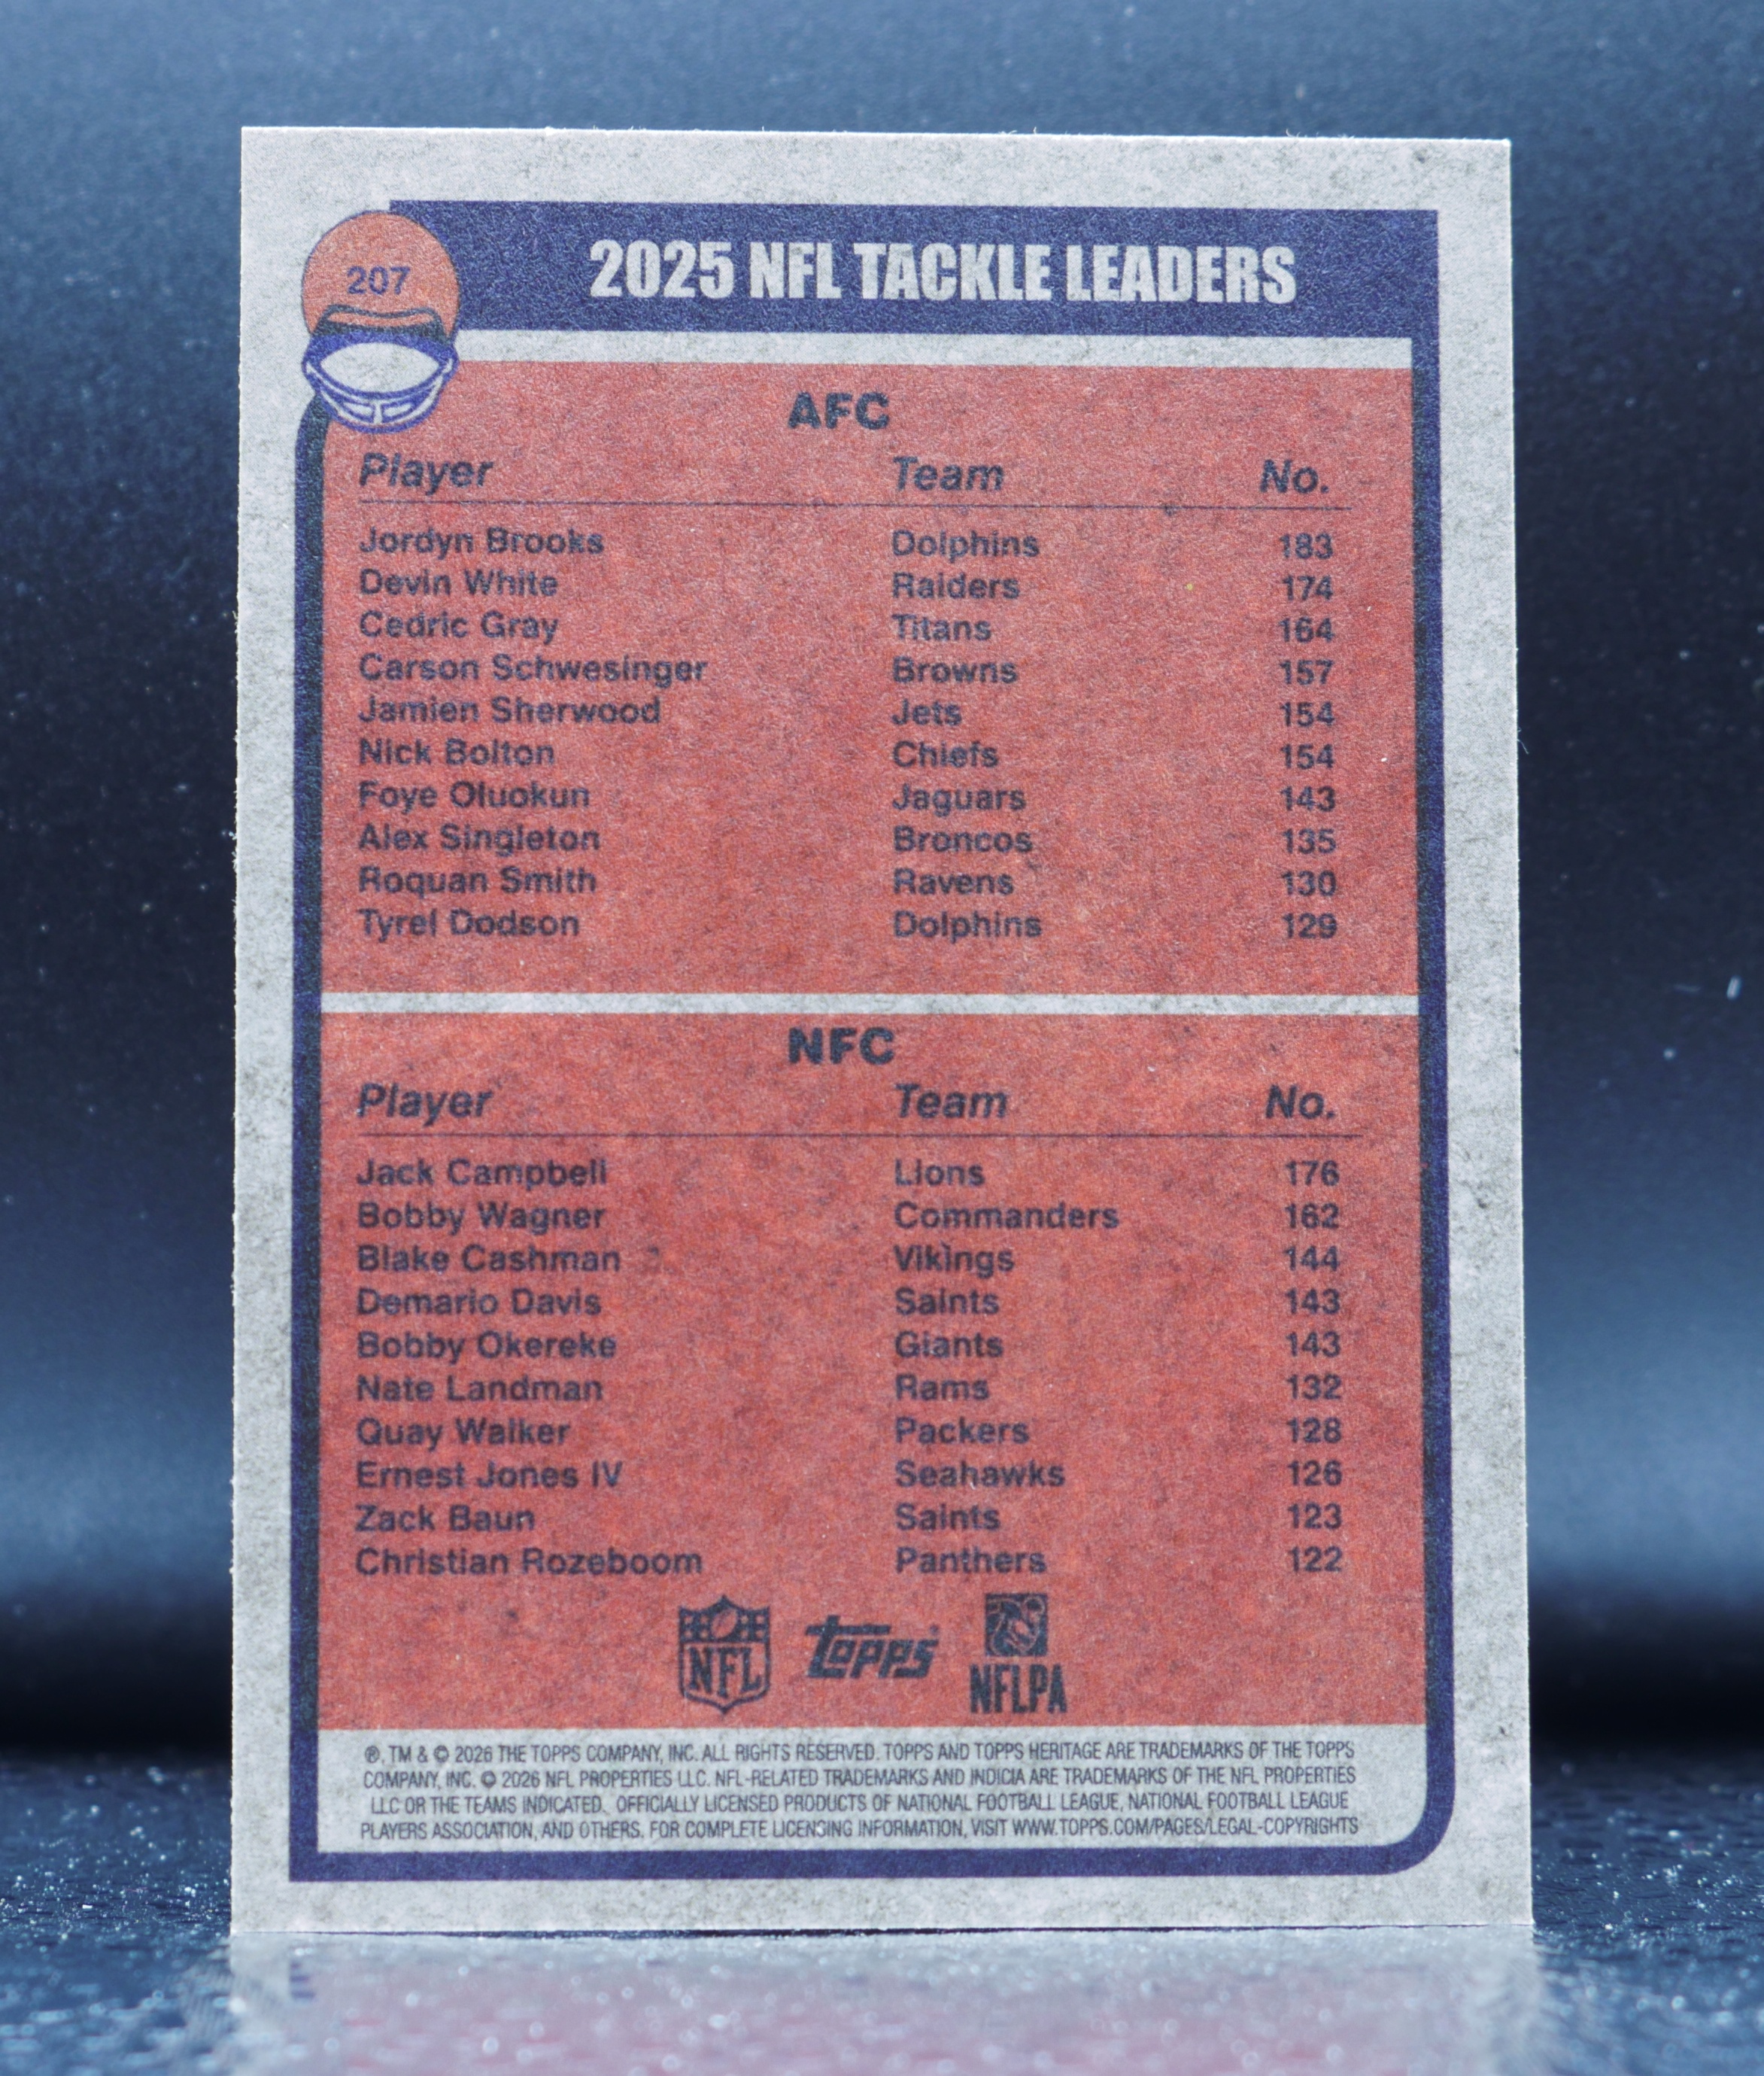 207
2025 NFL TACKLE LEADERS
AFC
Player Team No.
Jordyn Brooks Dolphins 183
Devin White Raiders 174
Cedric Gray Titans 164
Carson Schwesinger Browns 157
Jamien Sherwood Jets 154
Nick Bolton Chiefs 154
Foye Oluokun Jaguars 143
Alex Singleton Broncos 135
Roquan Smith Ravens 130
Tyrel Dodson Dolphins 129
NFC
Player Team No.
Jack Campbell Lions 176
Bobby Wagner Commanders 162
Blake Cashman Vikings 144
Demario Davis Saints 143
Bobby Okereke Giants 143
Nate Landman Rams 132
Quay Walker Packers 128
Ernest Jones IV Seahawks 126
Zack Baun Saints 123
Christian Rozeboom Panthers 122
NFL topps NFLPA
®, TM & © 2026 THE TOPPS COMPANY, INC. ALL RIGHTS RESERVED. TOPPS AND TOPPS HERITAGE ARE TRADEMARKS OF THE TOPPS
COMPANY, INC. © 2026 NFL PROPERTIES LLC. NFL-RELATED TRADEMARKS AND INDICIA ARE TRADEMARKS OF THE NFL PROPERTIES
LLC OR THE TEAMS INDICATED. OFFICIALLY LICENSED PRODUCTS OF NATIONAL FOOTBALL LEAGUE, NATIONAL FOOTBALL LEAGUE
PLAYERS ASSOCIATION, AND OTHERS. FOR COMPLETE LICENSING INFORMATION, VISIT WWW.TOPPS.COM/PAGES/LEGAL-COPYRIGHTS